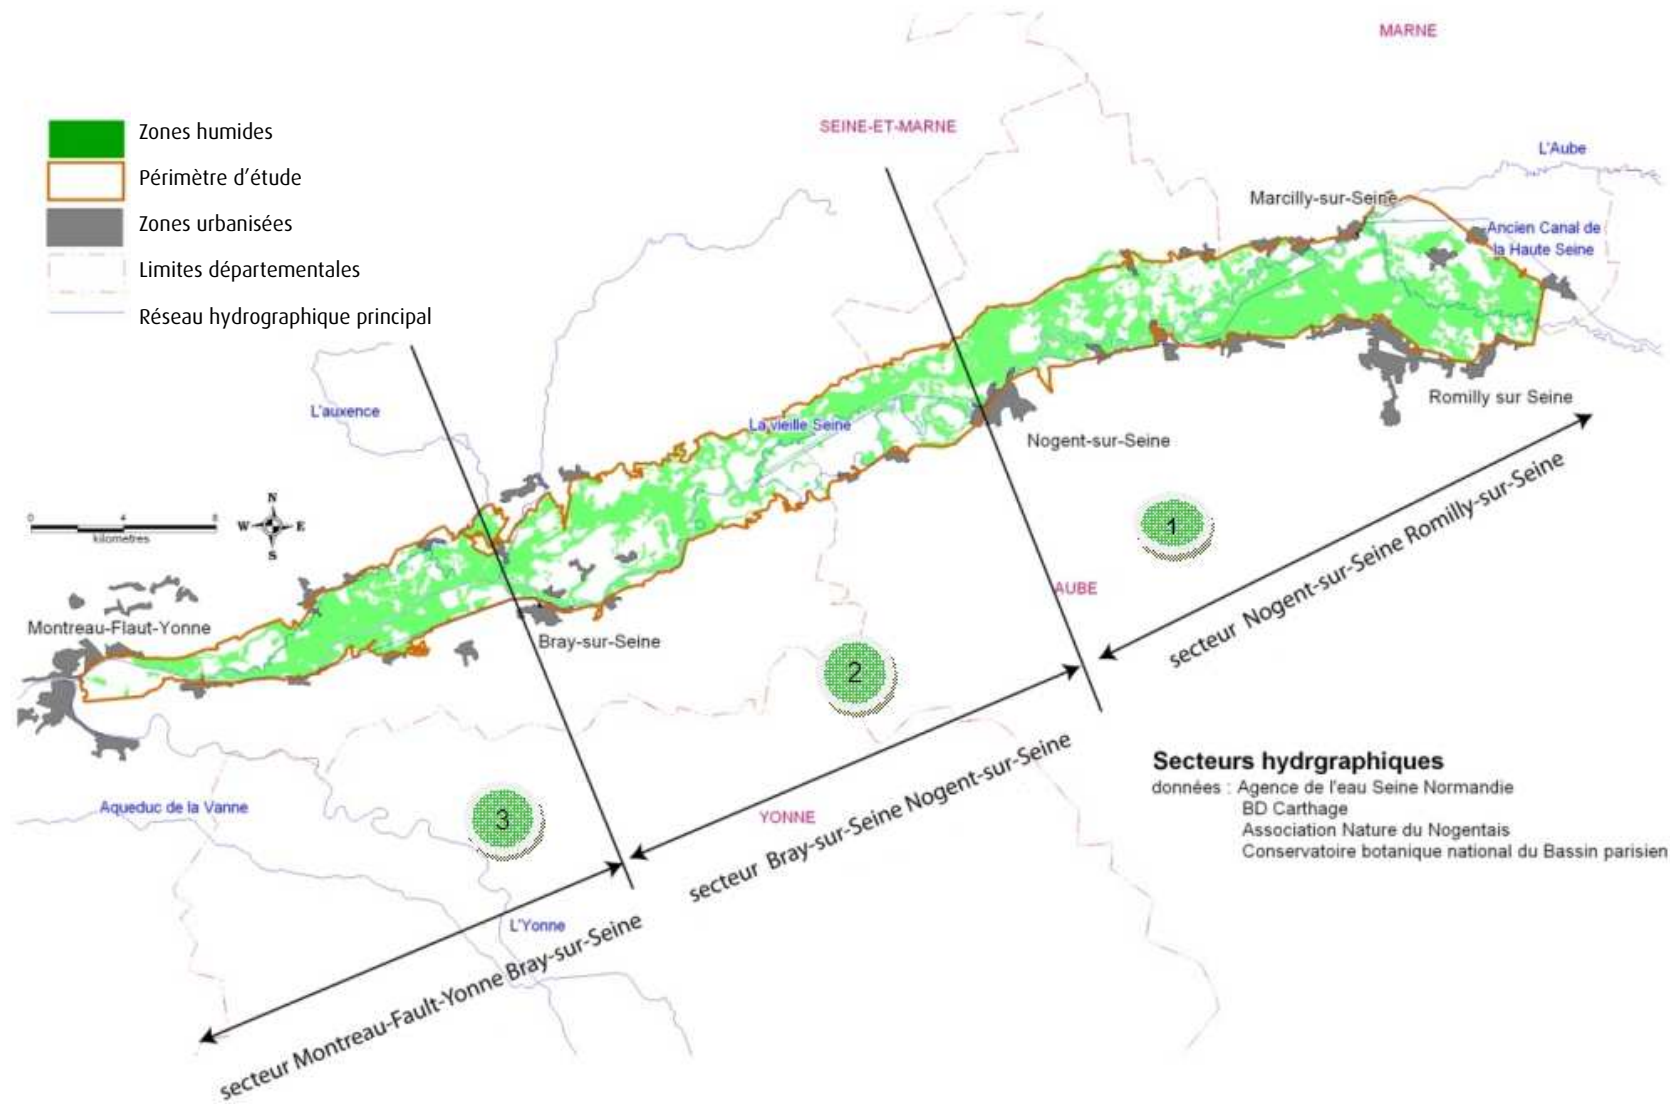 MARNE
SEINE-ET-MARNE
Zones humides
Périmètre d'étude
Zones urbanisées
Limites départementales
Réseau hydrographique principal
L'Aube
Marcilly-sur-Seine
Ancien Canal de
la Haute Seine
L'auxence
La vieille Seine
Romilly sur Seine
Nogent-sur-Seine
N
W E
S
0 4 8
kilometres
1
secteur Nogent-sur-Seine Romilly-sur-Seine
AUBE
Montreau-Flaut-Yonne
Bray-sur-Seine
2
secteur Bray-sur-Seine Nogent-sur-Seine
Aqueduc de la Vanne
3
YONNE
L'Yonne
secteur Montreau-Fault-Yonne Bray-sur-Seine
Secteurs hydrgraphiques
données : Agence de l'eau Seine Normandie
BD Carthage
Association Nature du Nogentais
Conservatoire botanique national du Bassin parisien